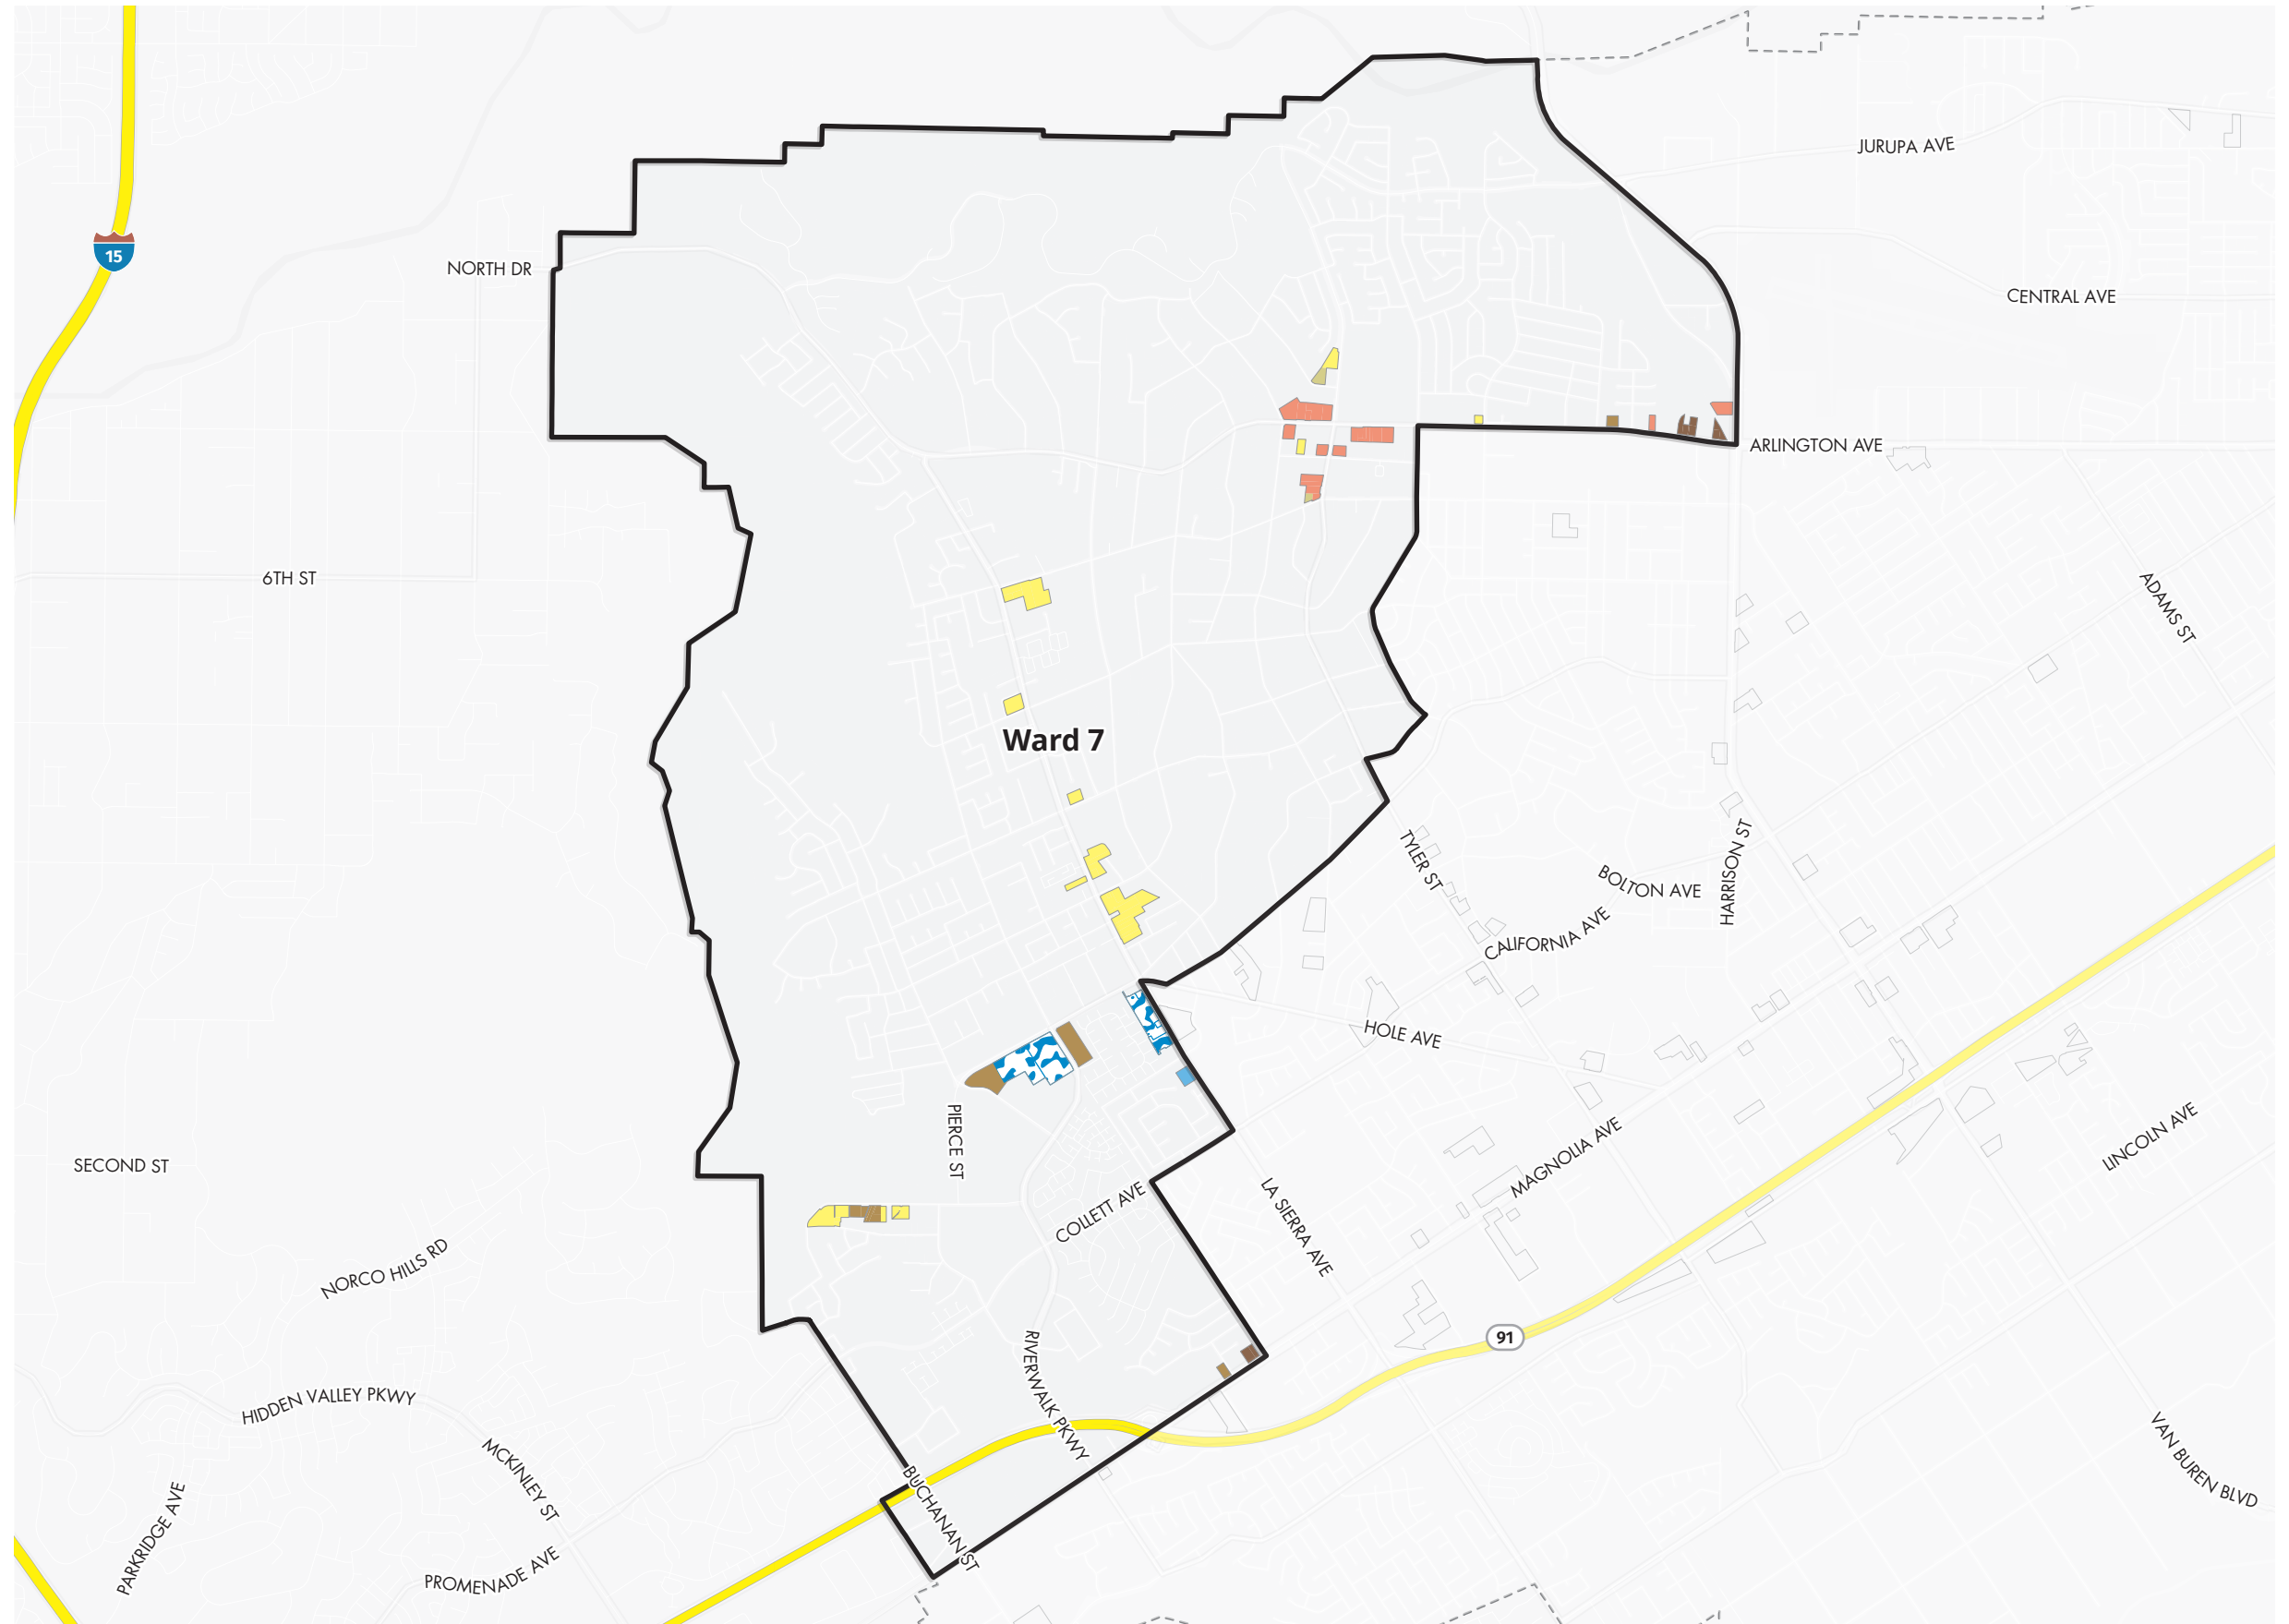 JURUPA AVE
15
NORTH DR
CENTRAL AVE
ARLINGTON AVE
6TH ST
ADAMS ST
Ward 7
TYLER ST
BOLTON AVE
HARRISON ST
CALIFORNIA AVE
HOLE AVE
PIERCE ST
MAGNOLIA AVE
LINCOLN AVE
SECOND ST
COLLETT AVE
LA SIERRA AVE
NORCO HILLS RD
91
RIVERWALK PKWY
HIDDEN VALLEY PKWY
MCKINLEY ST
BUCHANAN ST
VAN BUREN BLVD
PARKRIDGE AVE
PROMENADE AVE